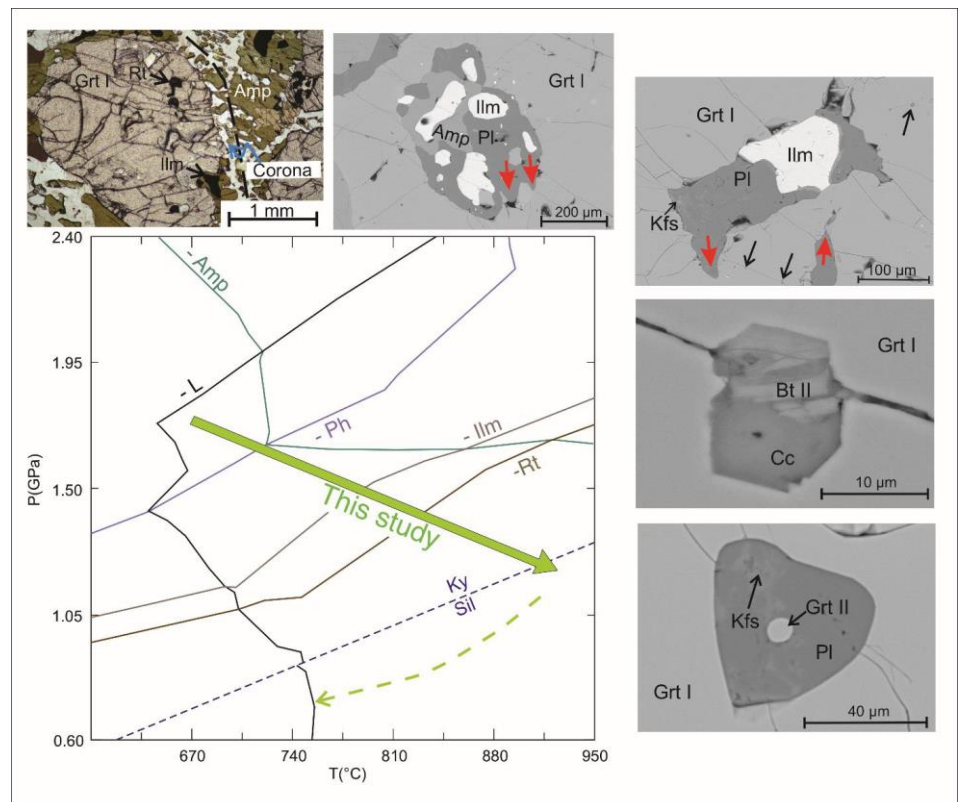 Grt I
Rt
Amp
Ilm
Corona
1 mm
Grt I
Ilm
Amp
Pl
200 µm
Grt I
Ilm
Pl
Kfs
100 µm
Grt I
Bt II
Cc
10 µm
Kfs
Grt II
Pl
Grt I
40 µm
2.40
1.95
1.50
1.05
0.60
P(GPa)
- Amp
- L
- Ph
- Ilm
-Rt
This study
Ky
Sil
670
740
810
880
950
T(°C)